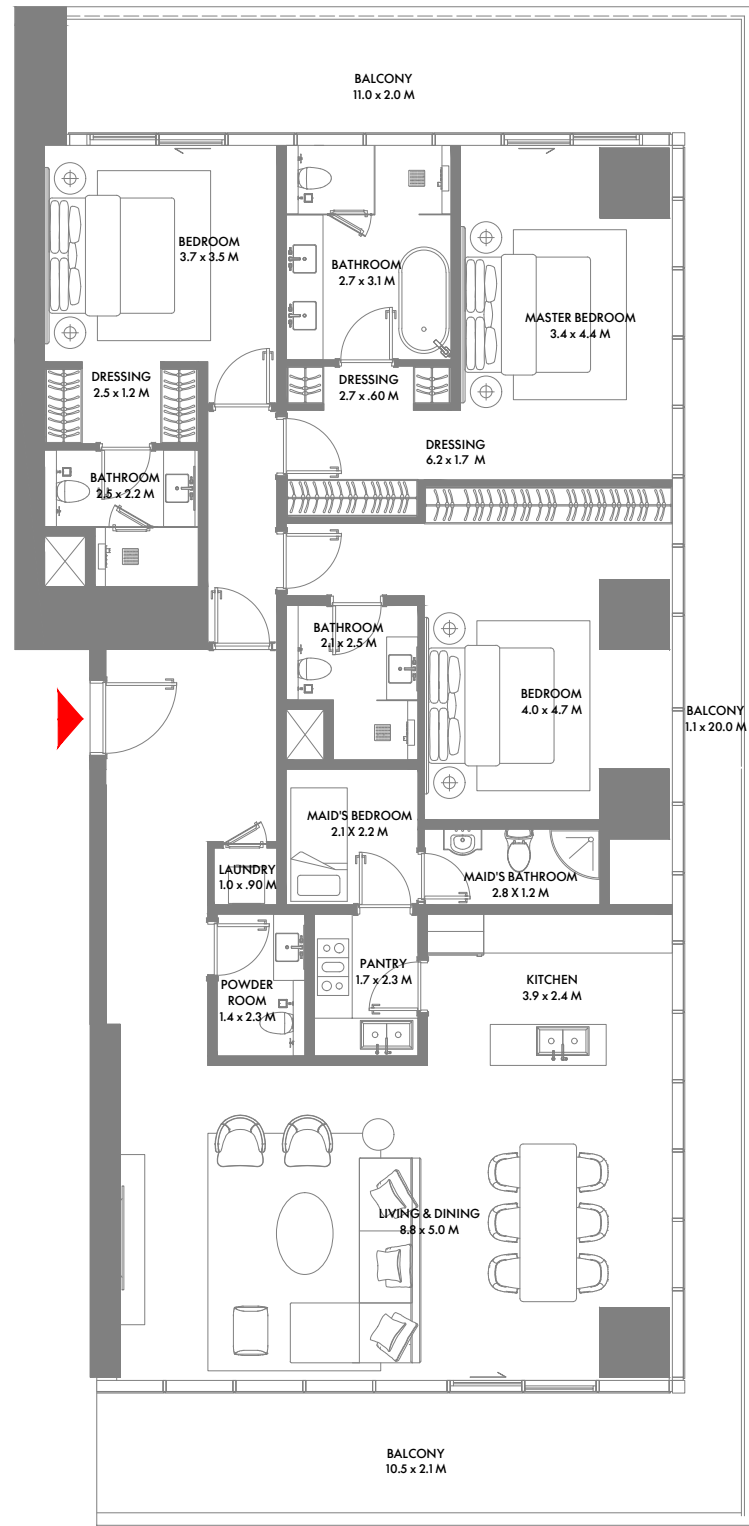 BALCONY
11.0 x 2.0 M
BEDROOM
3.7 x 3.5 M
BATHROOM
2.7 x 3.1 M
MASTER BEDROOM
3.4 x 4.4 M
DRESSING
2.5 x 1.2 M
DRESSING
2.7 x .60 M
DRESSING
6.2 x 1.7 M
BATHROOM
2.5 x 2.2 M
BATHROOM
2.1 x 2.5 M
BEDROOM
4.0 x 4.7 M
BALCONY
1.1 x 20.0 M
MAID'S BEDROOM
2.1 X 2.2 M
LAUNDRY
1.0 x .90 M
MAID'S BATHROOM
2.8 X 1.2 M
POWDER
ROOM
1.4 x 2.3 M
PANTRY
1.7 x 2.3 M
KITCHEN
3.9 x 2.4 M
LIVING & DINING
8.8 x 5.0 M
BALCONY
10.5 x 2.1 M